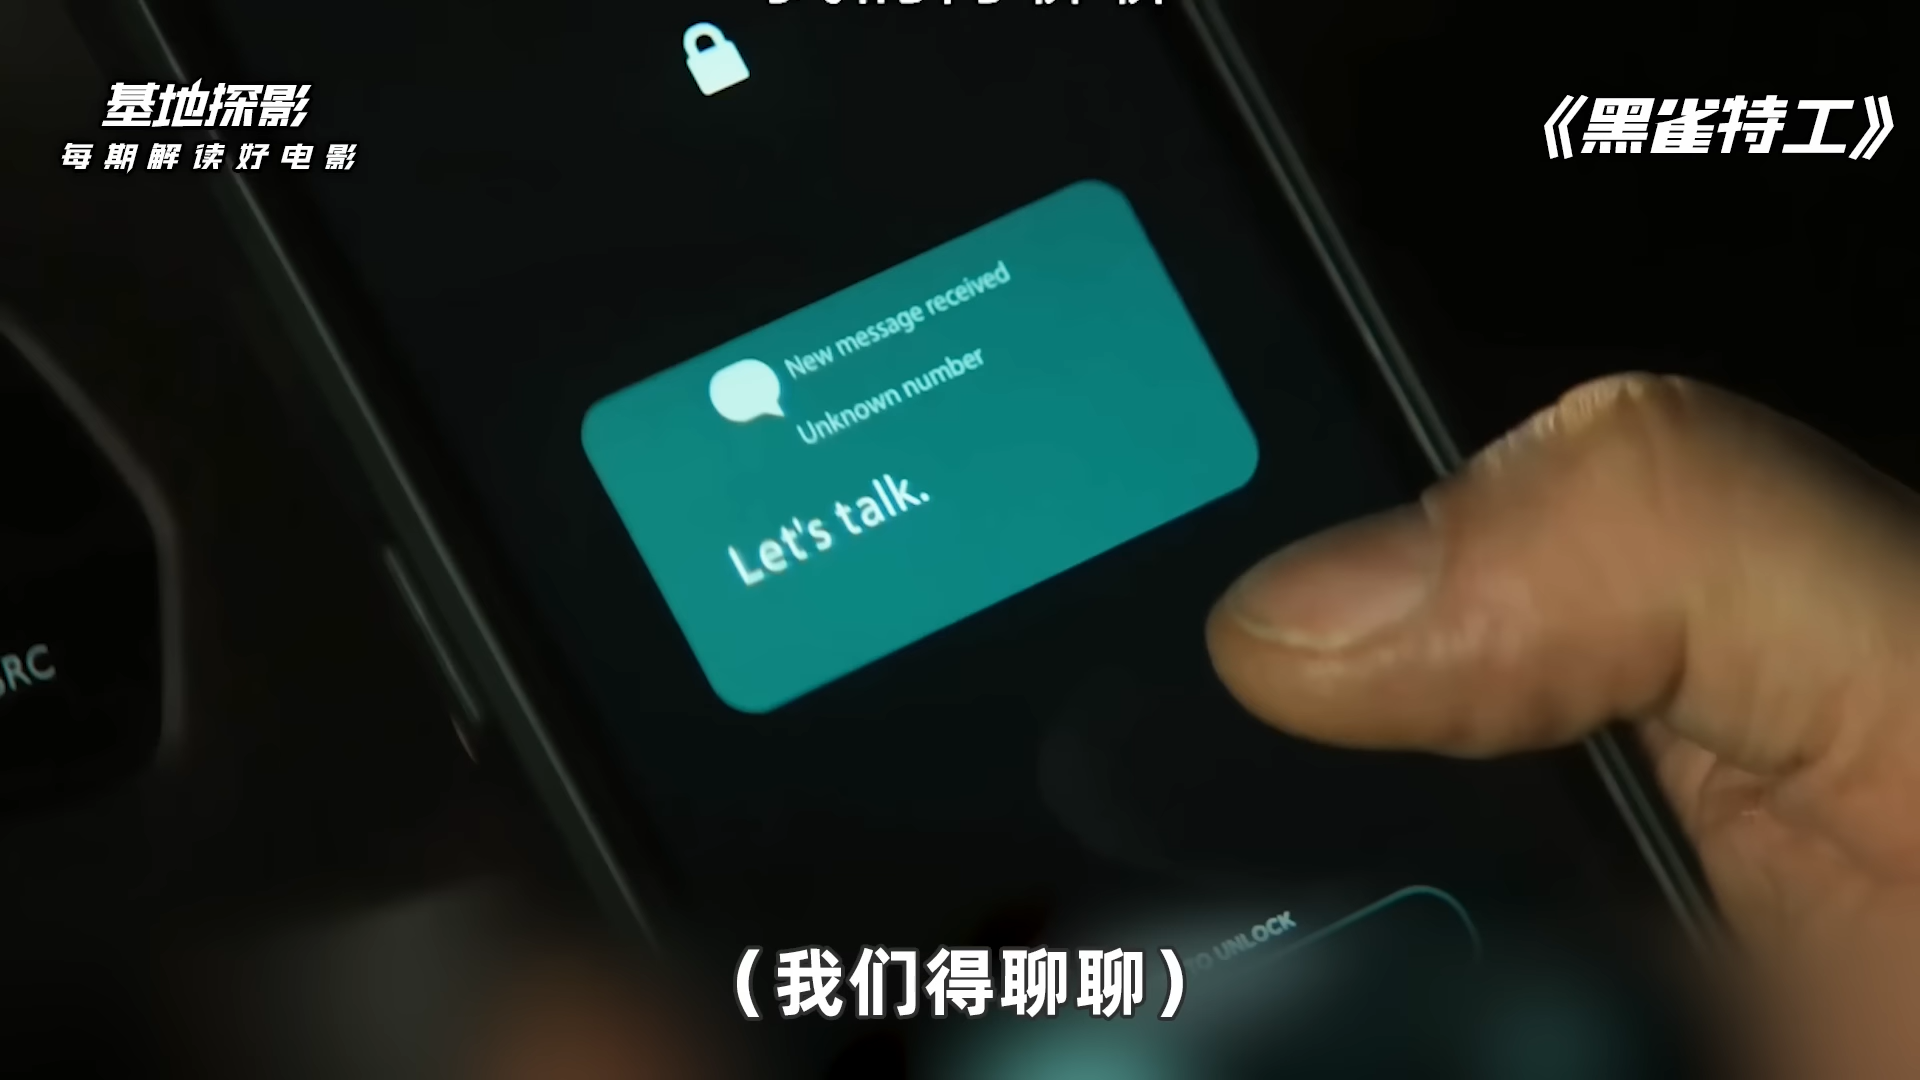 基地探影
每期解读好电影
《黑雀特工》
New message received
Unknown number
Let's talk.
TO UNLOCK
(我们得聊聊)